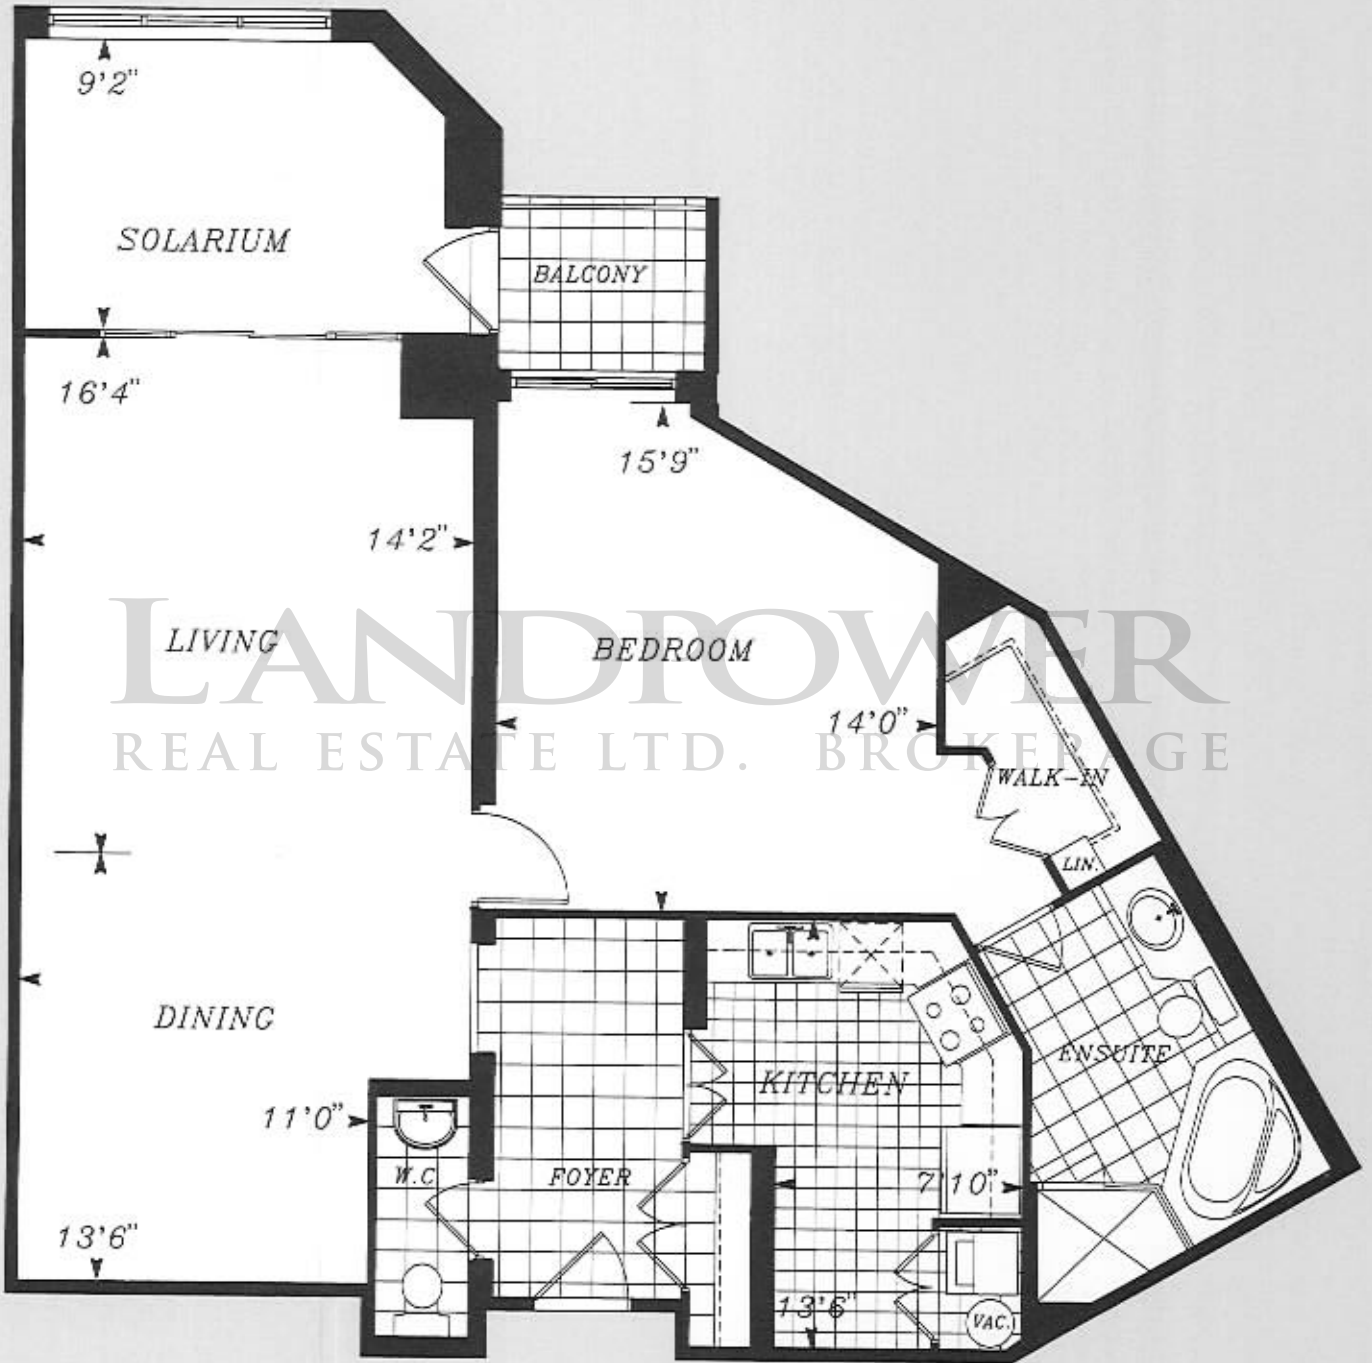 9'2"
SOLARIUM
BALCONY
16'4"
15'9"
14'2"
LANDPOWER
LIVING
BEDROOM
14'0"
REAL ESTATE LTD. BROKERAGE
WALK-IN
LIN.
DINING
ENSUITE
KITCHEN
11'0"
W.C
FOYER
7'10"
13'6"
13'6"
VAC.